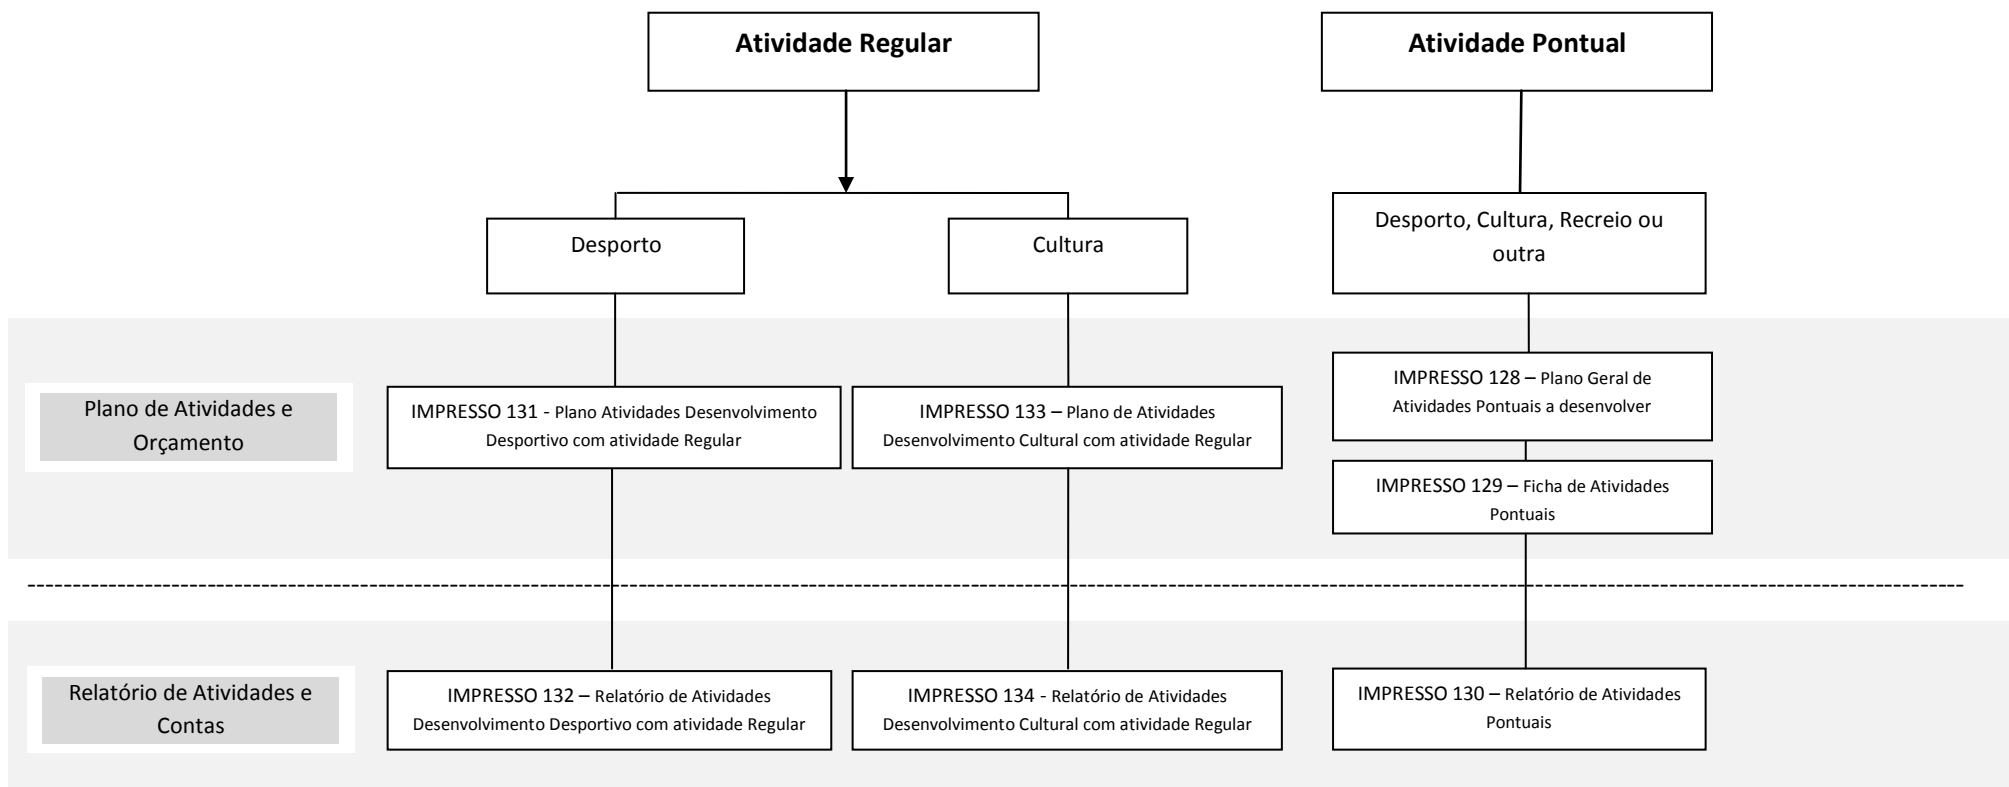 Atividade Regular
Atividade Pontual
Desporto
Cultura
Desporto, Cultura, Recreio ou
outra
Plano de Atividades e
Orçamento
IMPRESSO 131 - Plano Atividades Desenvolvimento
Desportivo com atividade Regular
IMPRESSO 133 – Plano de Atividades
Desenvolvimento Cultural com atividade Regular
IMPRESSO 128 – Plano Geral de
Atividades Pontuais a desenvolver
IMPRESSO 129 – Ficha de Atividades
Pontuais
Relatório de Atividades e
Contas
IMPRESSO 132 – Relatório de Atividades
Desenvolvimento Desportivo com atividade Regular
IMPRESSO 134 - Relatório de Atividades
Desenvolvimento Cultural com atividade Regular
IMPRESSO 130 – Relatório de Atividades
Pontuais